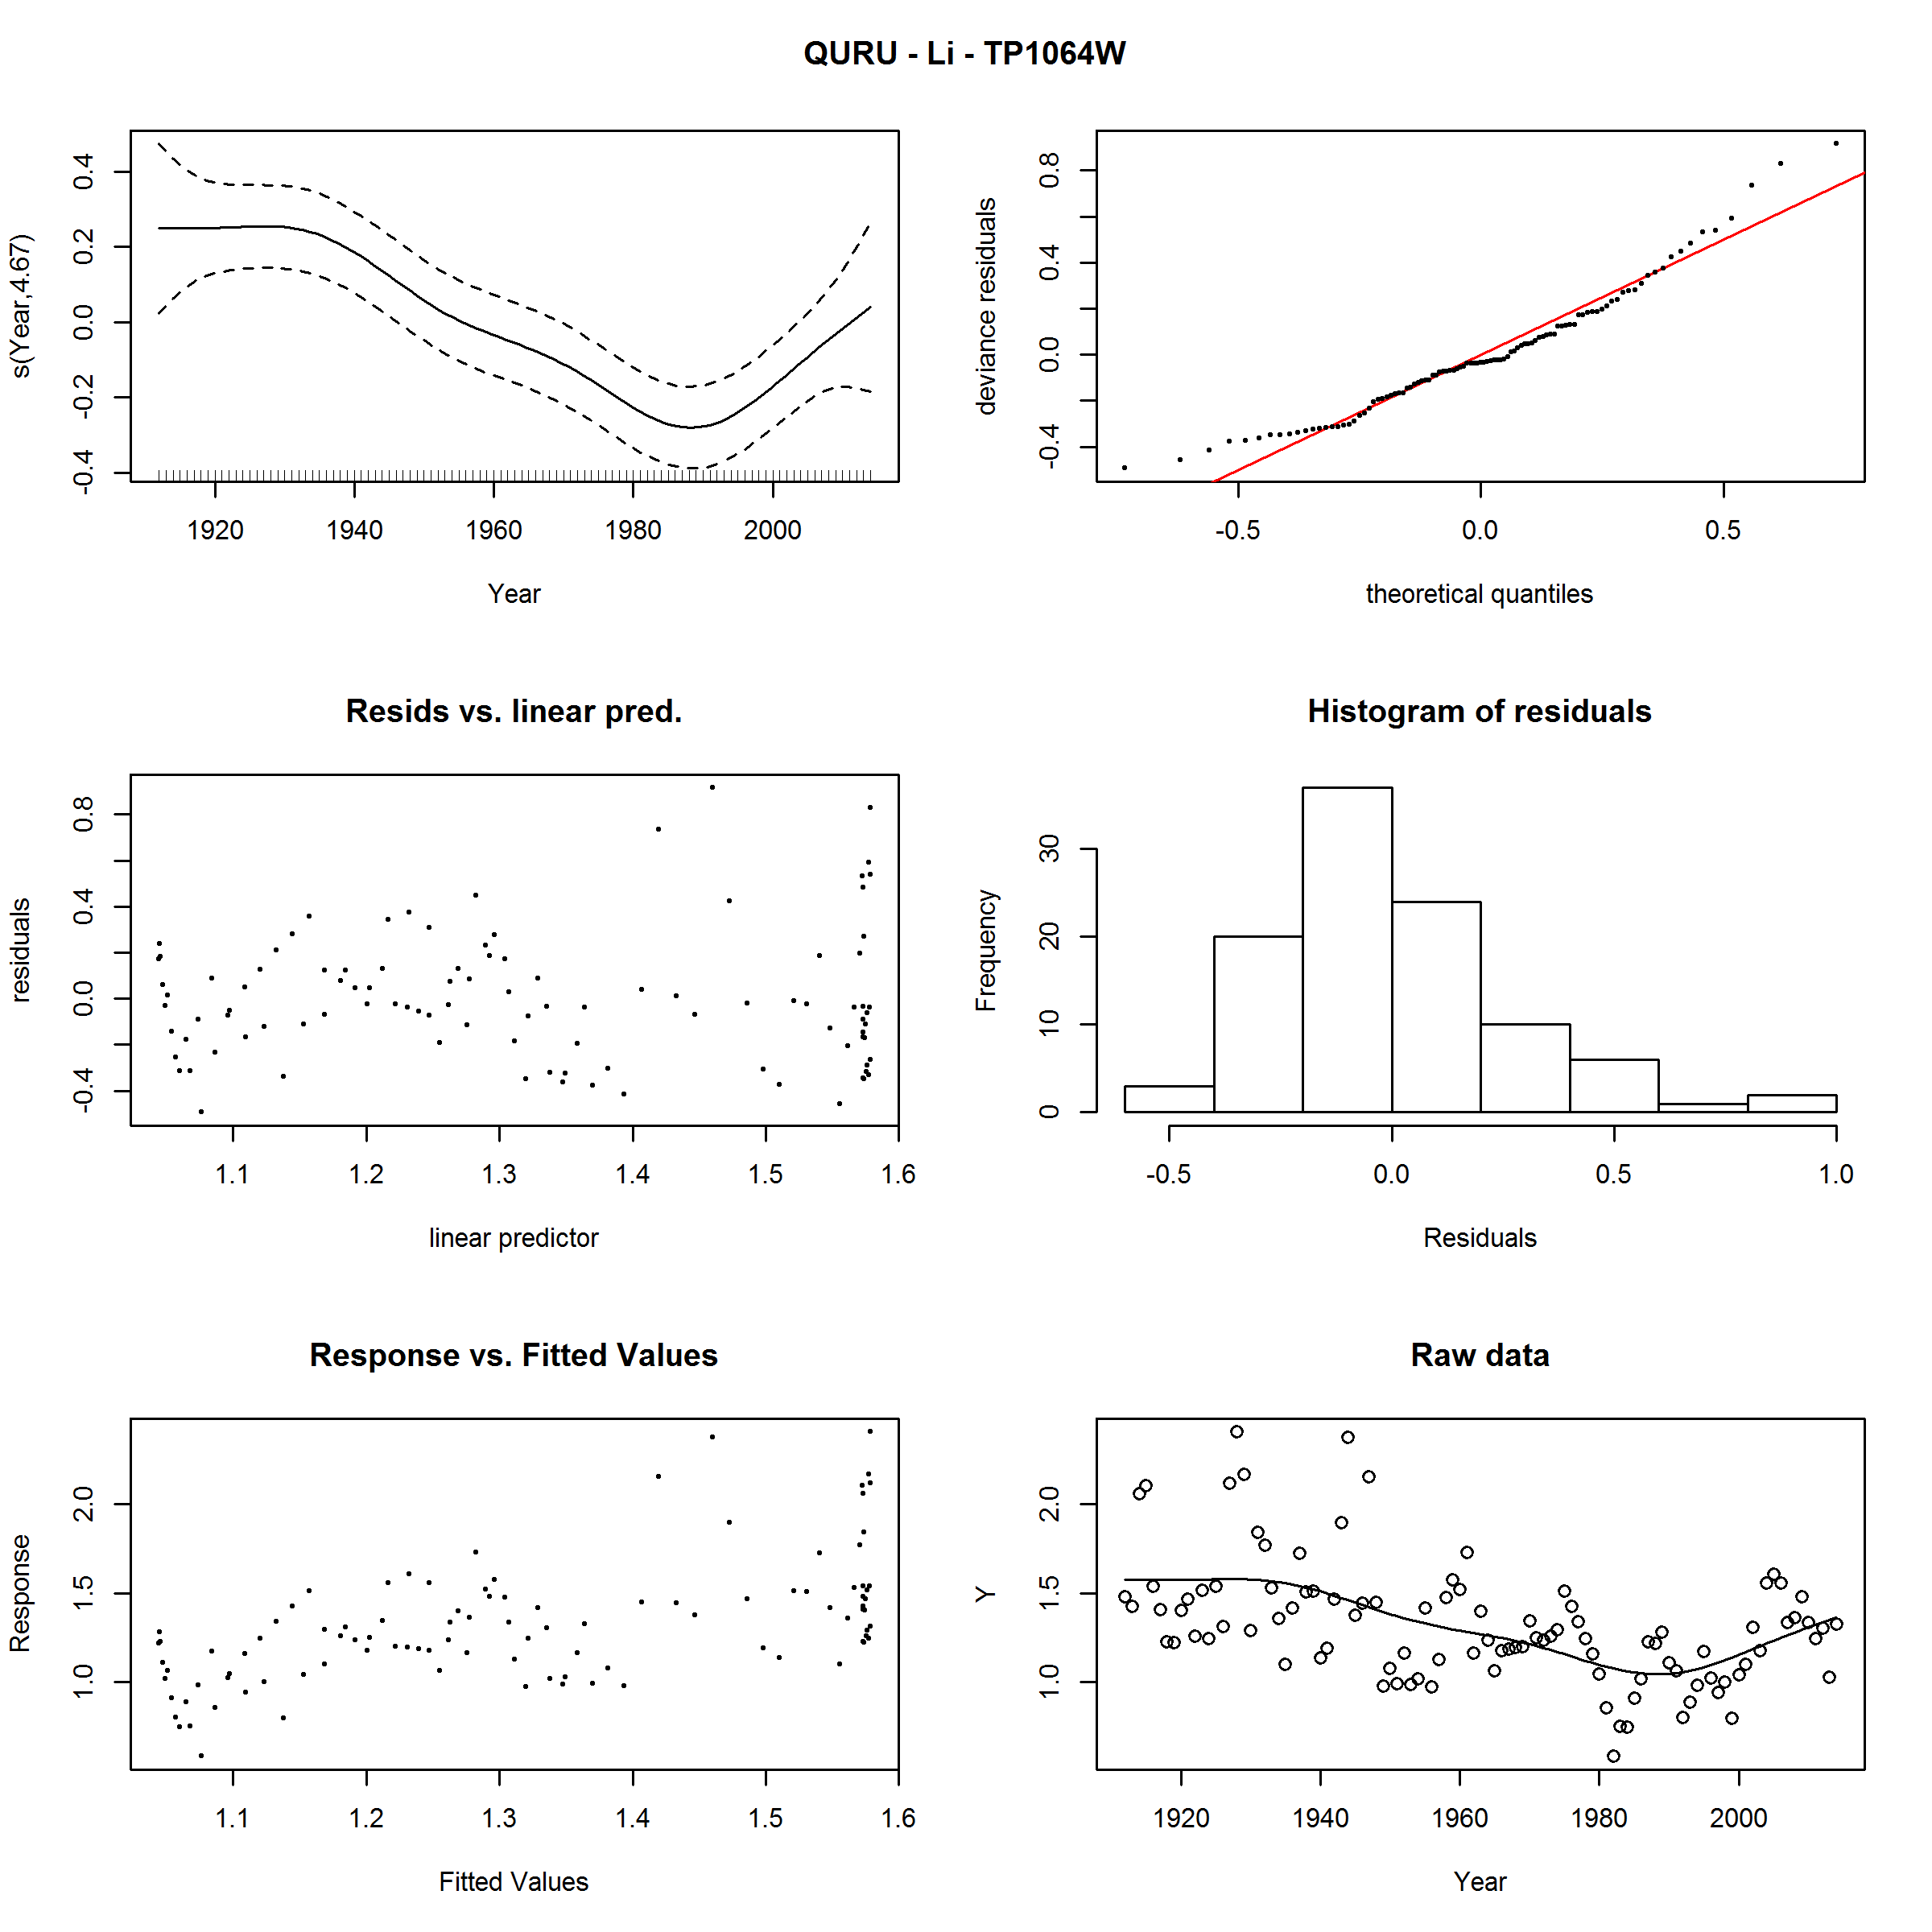 QURU - Li - TP1064W
s(Year,4.67)
0.4
0.2
0.0
-0.2
-0.4
1920 1940 1960 1980 2000
Year
deviance residuals
0.8
0.4
0.0
-0.4
-0.5 0.0 0.5
theoretical quantiles
Resids vs. linear pred.
residuals
0.8
0.4
0.0
-0.4
1.1 1.2 1.3 1.4 1.5 1.6
linear predictor
Histogram of residuals
Frequency
30
20
10
0
-0.5 0.0 0.5 1.0
Residuals
Response vs. Fitted Values
Response
2.0
1.5
1.0
1.1 1.2 1.3 1.4 1.5 1.6
Fitted Values
Raw data
Y
2.0
1.5
1.0
1920 1940 1960 1980 2000
Year